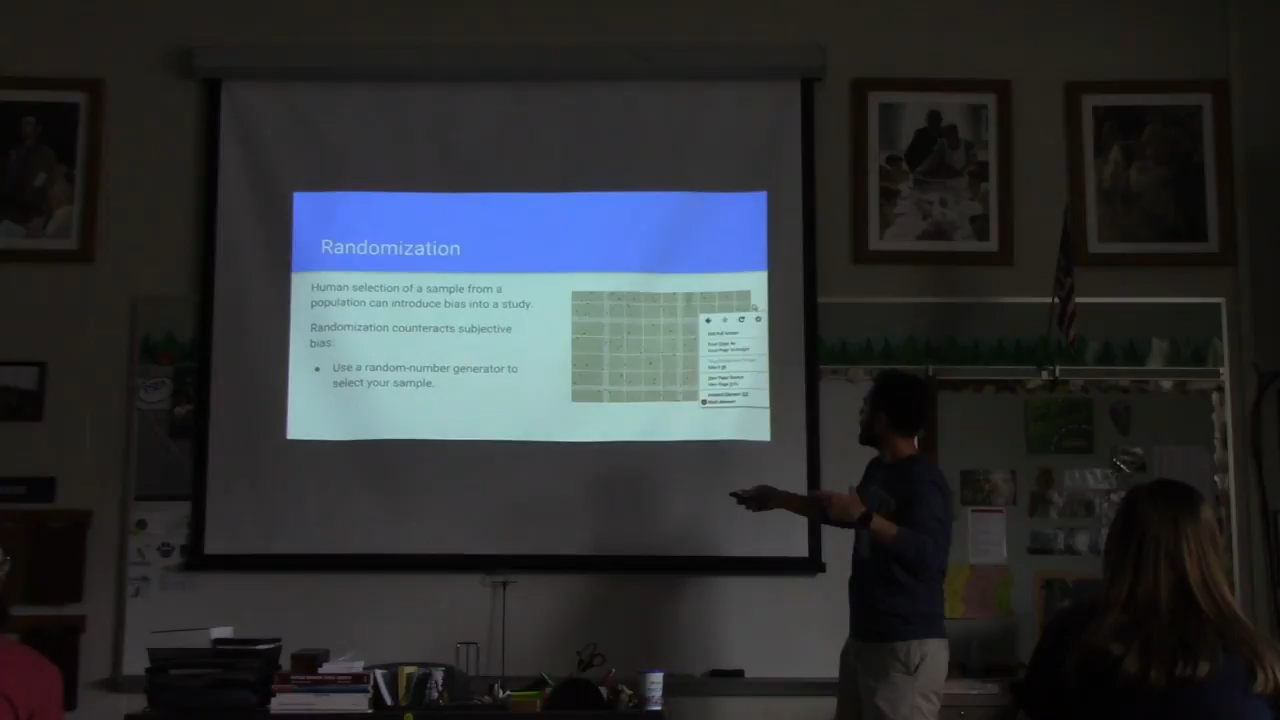 Randomization
Human selection of a sample from a
population can introduce bias into a study.
Randomization counteracts subjective
bias:
• Use a random-number generator to
select your sample.